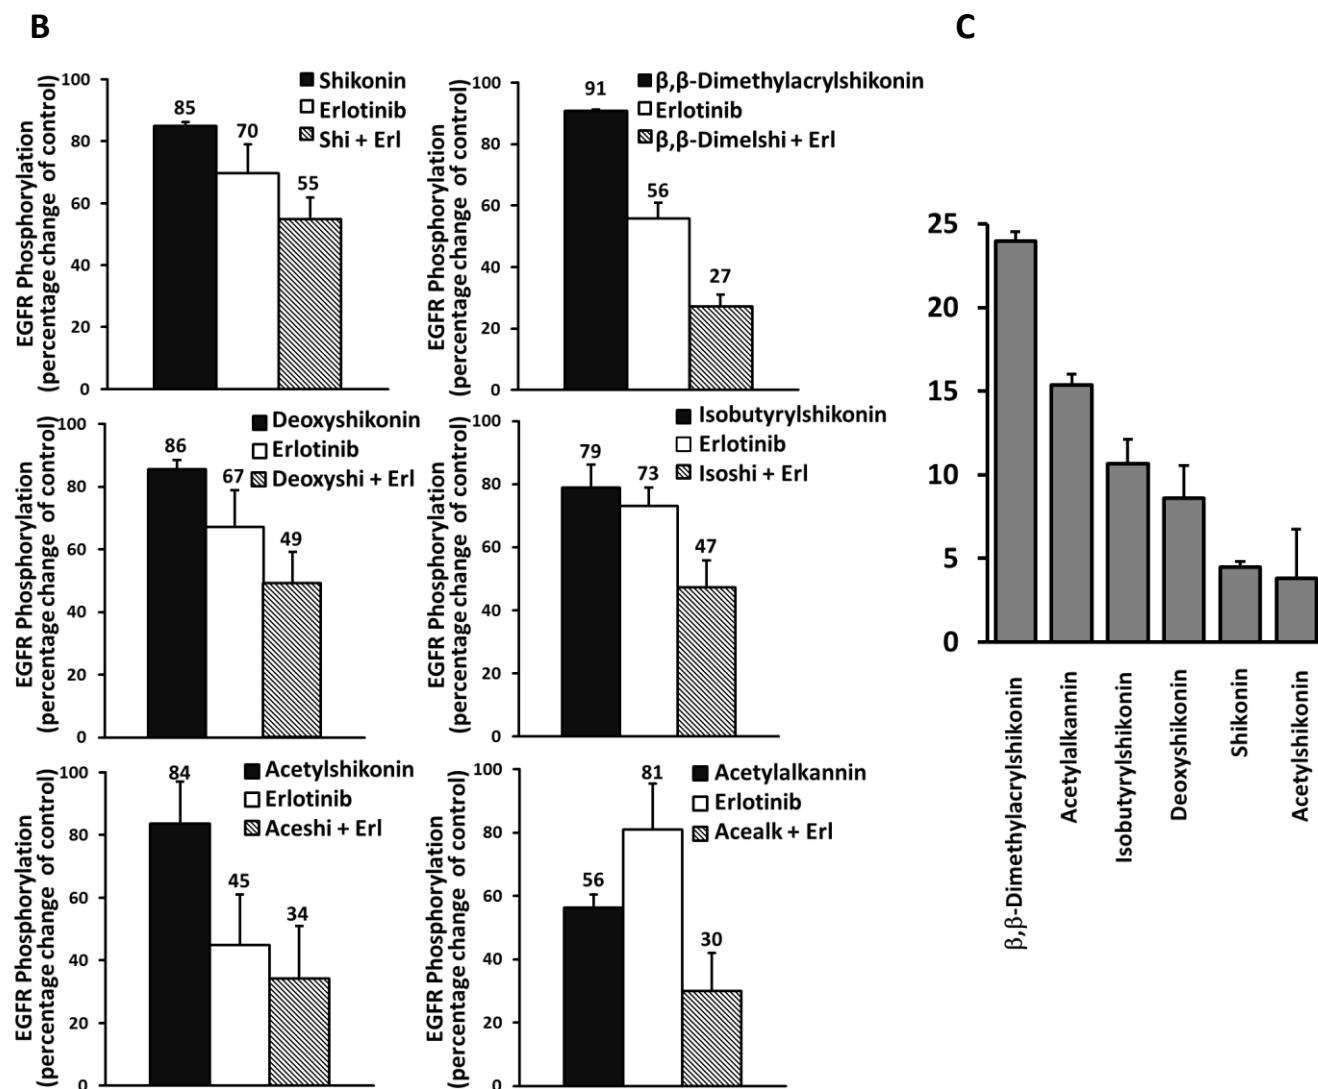 B
C
EGFR Phosphorylation
(percentage change of control)
100
80
60
40
20
0
85
70
55
Shikonin
Erlotinib
Shi + Erl
EGFR Phosphorylation
(percentage change of control)
100
80
60
40
20
0
91
56
27
β,β-Dimethylacrylshikonin
Erlotinib
β,β-Dimelshi + Erl
EGFR Phosphorylation
(percentage change of control)
100
80
60
40
20
0
86
67
49
Deoxyshikonin
Erlotinib
Deoxyshi + Erl
EGFR Phosphorylation
(percentage change of control)
100
80
60
40
20
0
79
73
47
Isobutyrylshikonin
Erlotinib
Isoshi + Erl
EGFR Phosphorylation
(percentage change of control)
100
80
60
40
20
0
84
45
34
Acetylshikonin
Erlotinib
Aceshi + Erl
EGFR Phosphorylation
(percentage change of control)
100
80
60
40
20
0
56
81
30
Acetylalkannin
Erlotinib
Acealk + Erl
25
20
15
10
5
0
β,β-Dimethylacrylshikonin
Acetylalkannin
Isobutyrylshikonin
Deoxyshikonin
Shikonin
Acetylshikonin